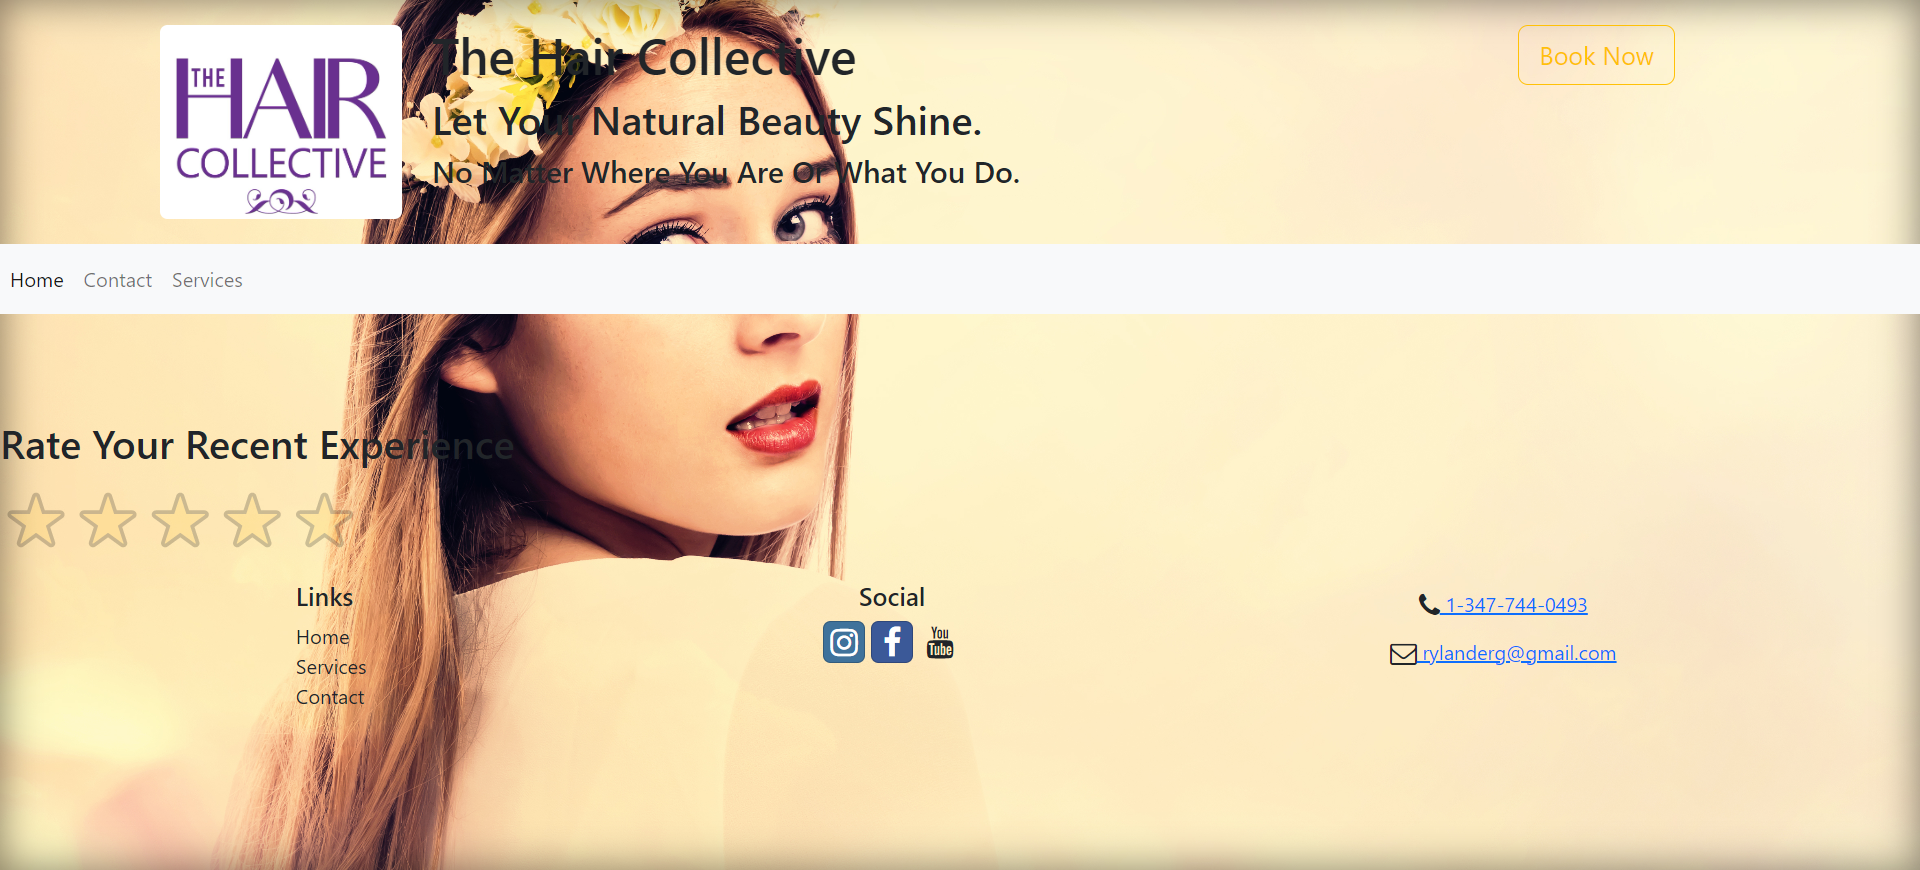 THE HAIR
COLLECTIVE
The Hair Collective
Let Your Natural Beauty Shine.
No Matter Where You Are Or What You Do.
Book Now
Home Contact Services
Rate Your Recent Experience
Links
Home
Services
Contact
Social
You
Tube
1-347-744-0493
rylanderg@gmail.com